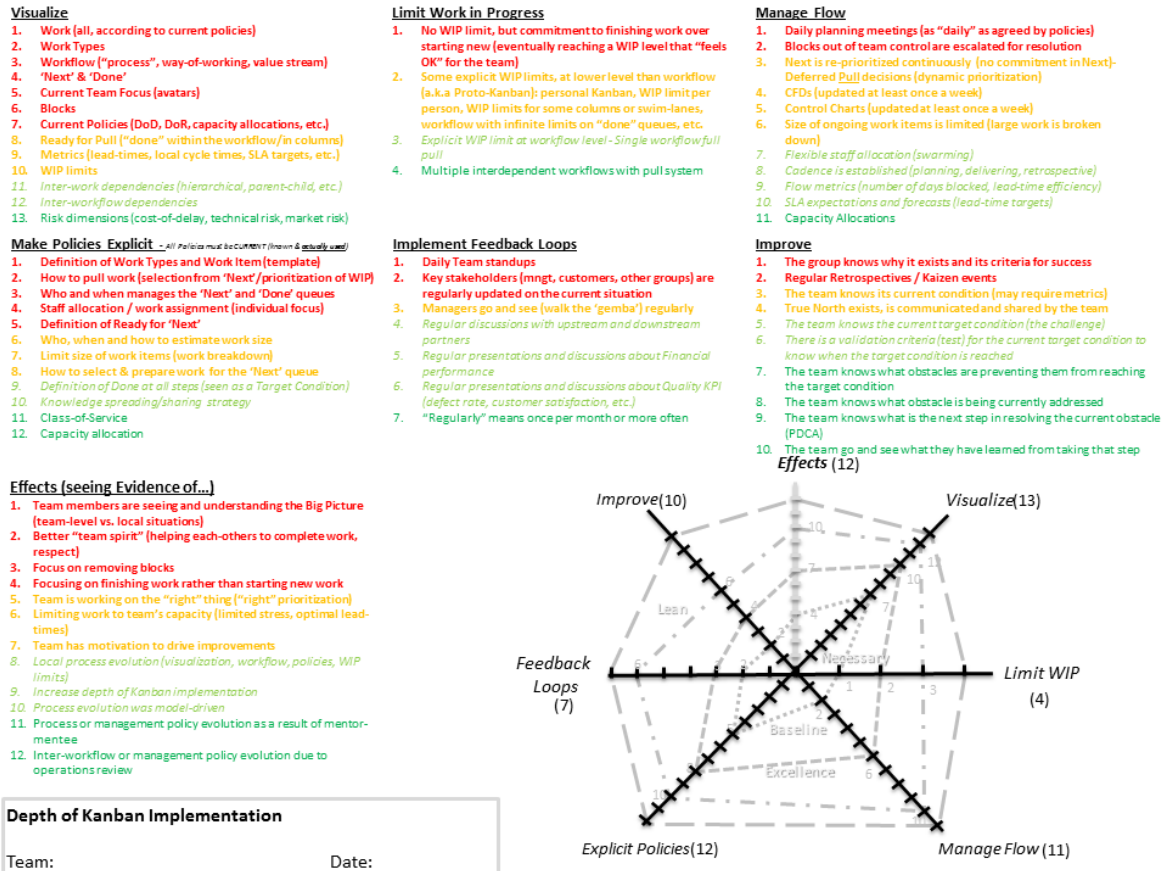 Visualize
1. Work (all, according to current policies)
2. Work Types
3. Workflow (“process”, way-of-working, value stream)
4. ‘Next’ & ‘Done’
5. Current Team Focus (avatars)
6. Blocks
7. Current Policies (DoD, DoR, capacity allocations, etc.)
8. Ready for Pull (“done” within the workflow/in columns)
9. Metrics (lead-times, local cycle times, SLA targets, etc.)
10. WIP limits
11. Inter-work dependencies (hierarchical, parent-child, etc.)
12. Inter-workflow dependencies
13. Risk dimensions (cost-of-delay, technical risk, market risk)
Limit Work in Progress
1. No WIP limit, but commitment to finishing work over
starting new (eventually reaching a WIP level that “feels
OK” for the team)
2. Some explicit WIP limits, at lower level than workflow
(a.k.a Proto-Kanban): personal Kanban, WIP limit per
person, WIP limits for some columns or swim-lanes,
workflow with infinite limits on “done” queues, etc.
3. Explicit WIP limit at workflow level - Single workflow full
pull
4. Multiple interdependent workflows with pull system
Manage Flow
1. Daily planning meetings (as “daily” as agreed by policies)
2. Blocks out of team control are escalated for resolution
3. Next is re-prioritized continuously (no commitment in Next)-
Deferred Pull decisions (dynamic prioritization)
4. CFDs (updated at least once a week)
5. Control Charts (updated at least once a week)
6. Size of ongoing work items is limited (large work is broken
down)
7. Flexible staff allocation (swarming)
8. Cadence is established (planning, delivering, retrospective)
9. Flow metrics (number of days blocked, lead-time efficiency)
10. SLA expectations and forecasts (lead-time targets)
11. Capacity Allocations
Make Policies Explicit - All Policies must be CURRENT (known & actually used)
1. Definition of Work Types and Work Item (template)
2. How to pull work (selection from ‘Next’/prioritization of WIP)
3. Who and when manages the ‘Next’ and ‘Done’ queues
4. Staff allocation / work assignment (individual focus)
5. Definition of Ready for ‘Next’
6. Who, when and how to estimate work size
7. Limit size of work items (work breakdown)
8. How to select & prepare work for the ‘Next’ queue
9. Definition of Done at all steps (seen as a Target Condition)
10. Knowledge spreading/sharing strategy
11. Class-of-Service
12. Capacity allocation
Implement Feedback Loops
1. Daily Team standups
2. Key stakeholders (mngt, customers, other groups) are
regularly updated on the current situation
3. Managers go and see (walk the ‘gemba’) regularly
4. Regular discussions with upstream and downstream
partners
5. Regular presentations and discussions about Financial
performance
6. Regular presentations and discussions about Quality KPI
(defect rate, customer satisfaction, etc.)
7. “Regularly” means once per month or more often
Improve
1. The group knows why it exists and its criteria for success
2. Regular Retrospectives / Kaizen events
3. The team knows its current condition (may require metrics)
4. True North exists, is communicated and shared by the team
5. The team knows the current target condition (the challenge)
6. There is a validation criteria (test) for the current target condition to
know when the target condition is reached
7. The team knows what obstacles are preventing them from reaching
the target condition
8. The team knows what obstacle is being currently addressed
9. The team knows what is the next step in resolving the current obstacle
(PDCA)
10. The team go and see what they have learned from taking that step
Effects (seeing Evidence of…)
1. Team members are seeing and understanding the Big Picture
(team-level vs. local situations)
2. Better “team spirit” (helping each-others to complete work,
respect)
3. Focus on removing blocks
4. Focusing on finishing work rather than starting new work
5. Team is working on the “right” thing (“right” prioritization)
6. Limiting work to team’s capacity (limited stress, optimal lead-
times)
7. Team has motivation to drive improvements
8. Local process evolution (visualization, workflow, policies, WIP
limits)
9. Increase depth of Kanban implementation
10. Process evolution was model-driven
11. Process or management policy evolution as a result of mentor-
mentee
12. Inter-workflow or management policy evolution due to
operations review
Effects (12)
Improve(10)
Visualize(13)
10
12
7
10
6
Lean
4
7
2
Necessary
Feedback
Loops
(7)
6
1
2
3
Limit WIP
(4)
2
Baseline
Excellence
6
10
Explicit Policies(12)
Manage Flow (11)
Depth of Kanban Implementation
Team:
Date: